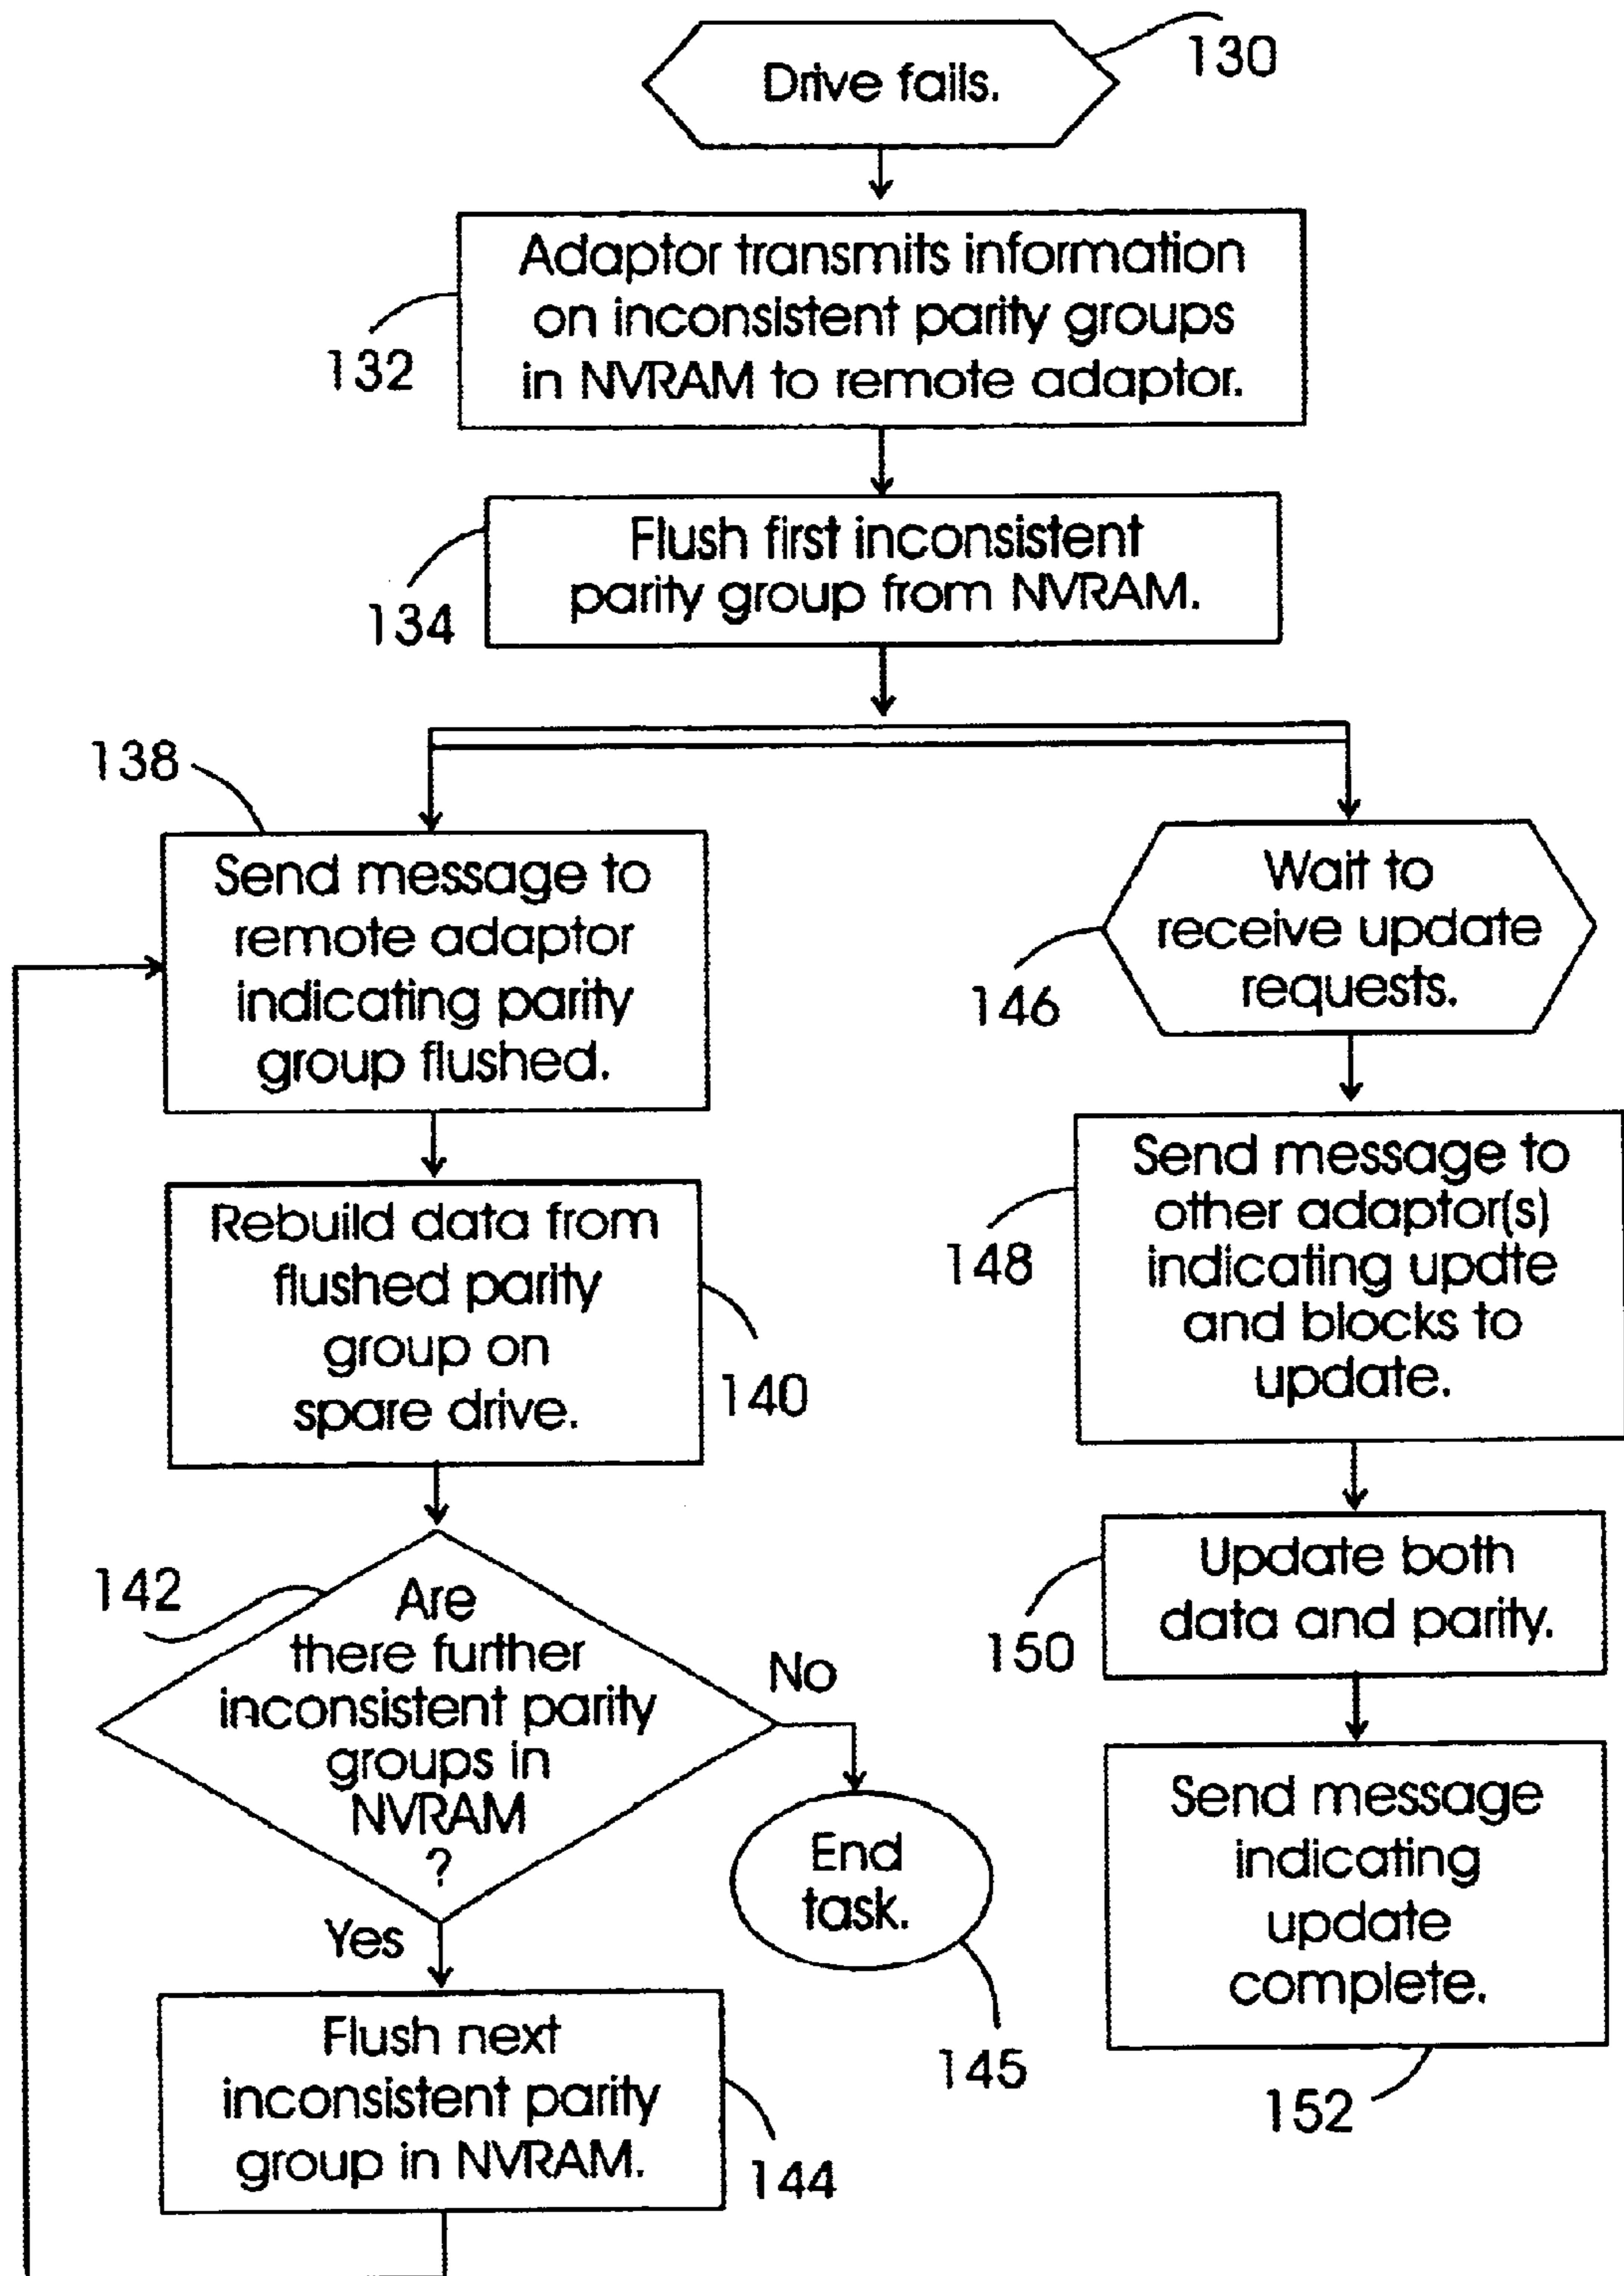 Drive fails.
130
Adaptor transmits information
on inconsistent parity groups
in NVRAM to remote adaptor.
132
Flush first inconsistent
parity group from NVRAM.
134
138
Send message to
remote adaptor
indicating parity
group flushed.
Wait to
receive update
requests.
146
Rebuild data from
flushed parity
group on
spare drive.
140
Send message to
other adaptor(s)
indicating updte
and blocks to
update.
148
142
Are
there further
inconsistent parity
groups in
NVRAM
?
No
Yes
End
task.
145
Update both
data and parity.
150
Send message
indicating
update
complete.
152
Flush next
inconsistent parity
group in NVRAM.
144